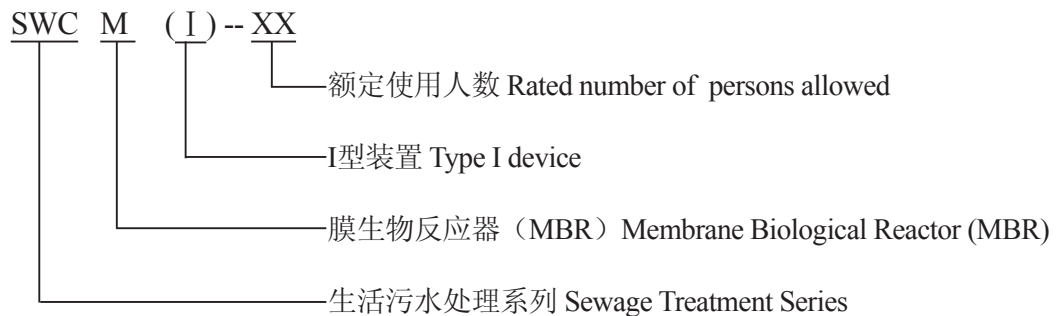 SWC M (Ⅰ) -- XX
额定使用人数 Rated number of persons allowed
I型装置 Type I device
膜生物反应器（MBR）Membrane Biological Reactor (MBR)
生活污水处理系列 Sewage Treatment Series